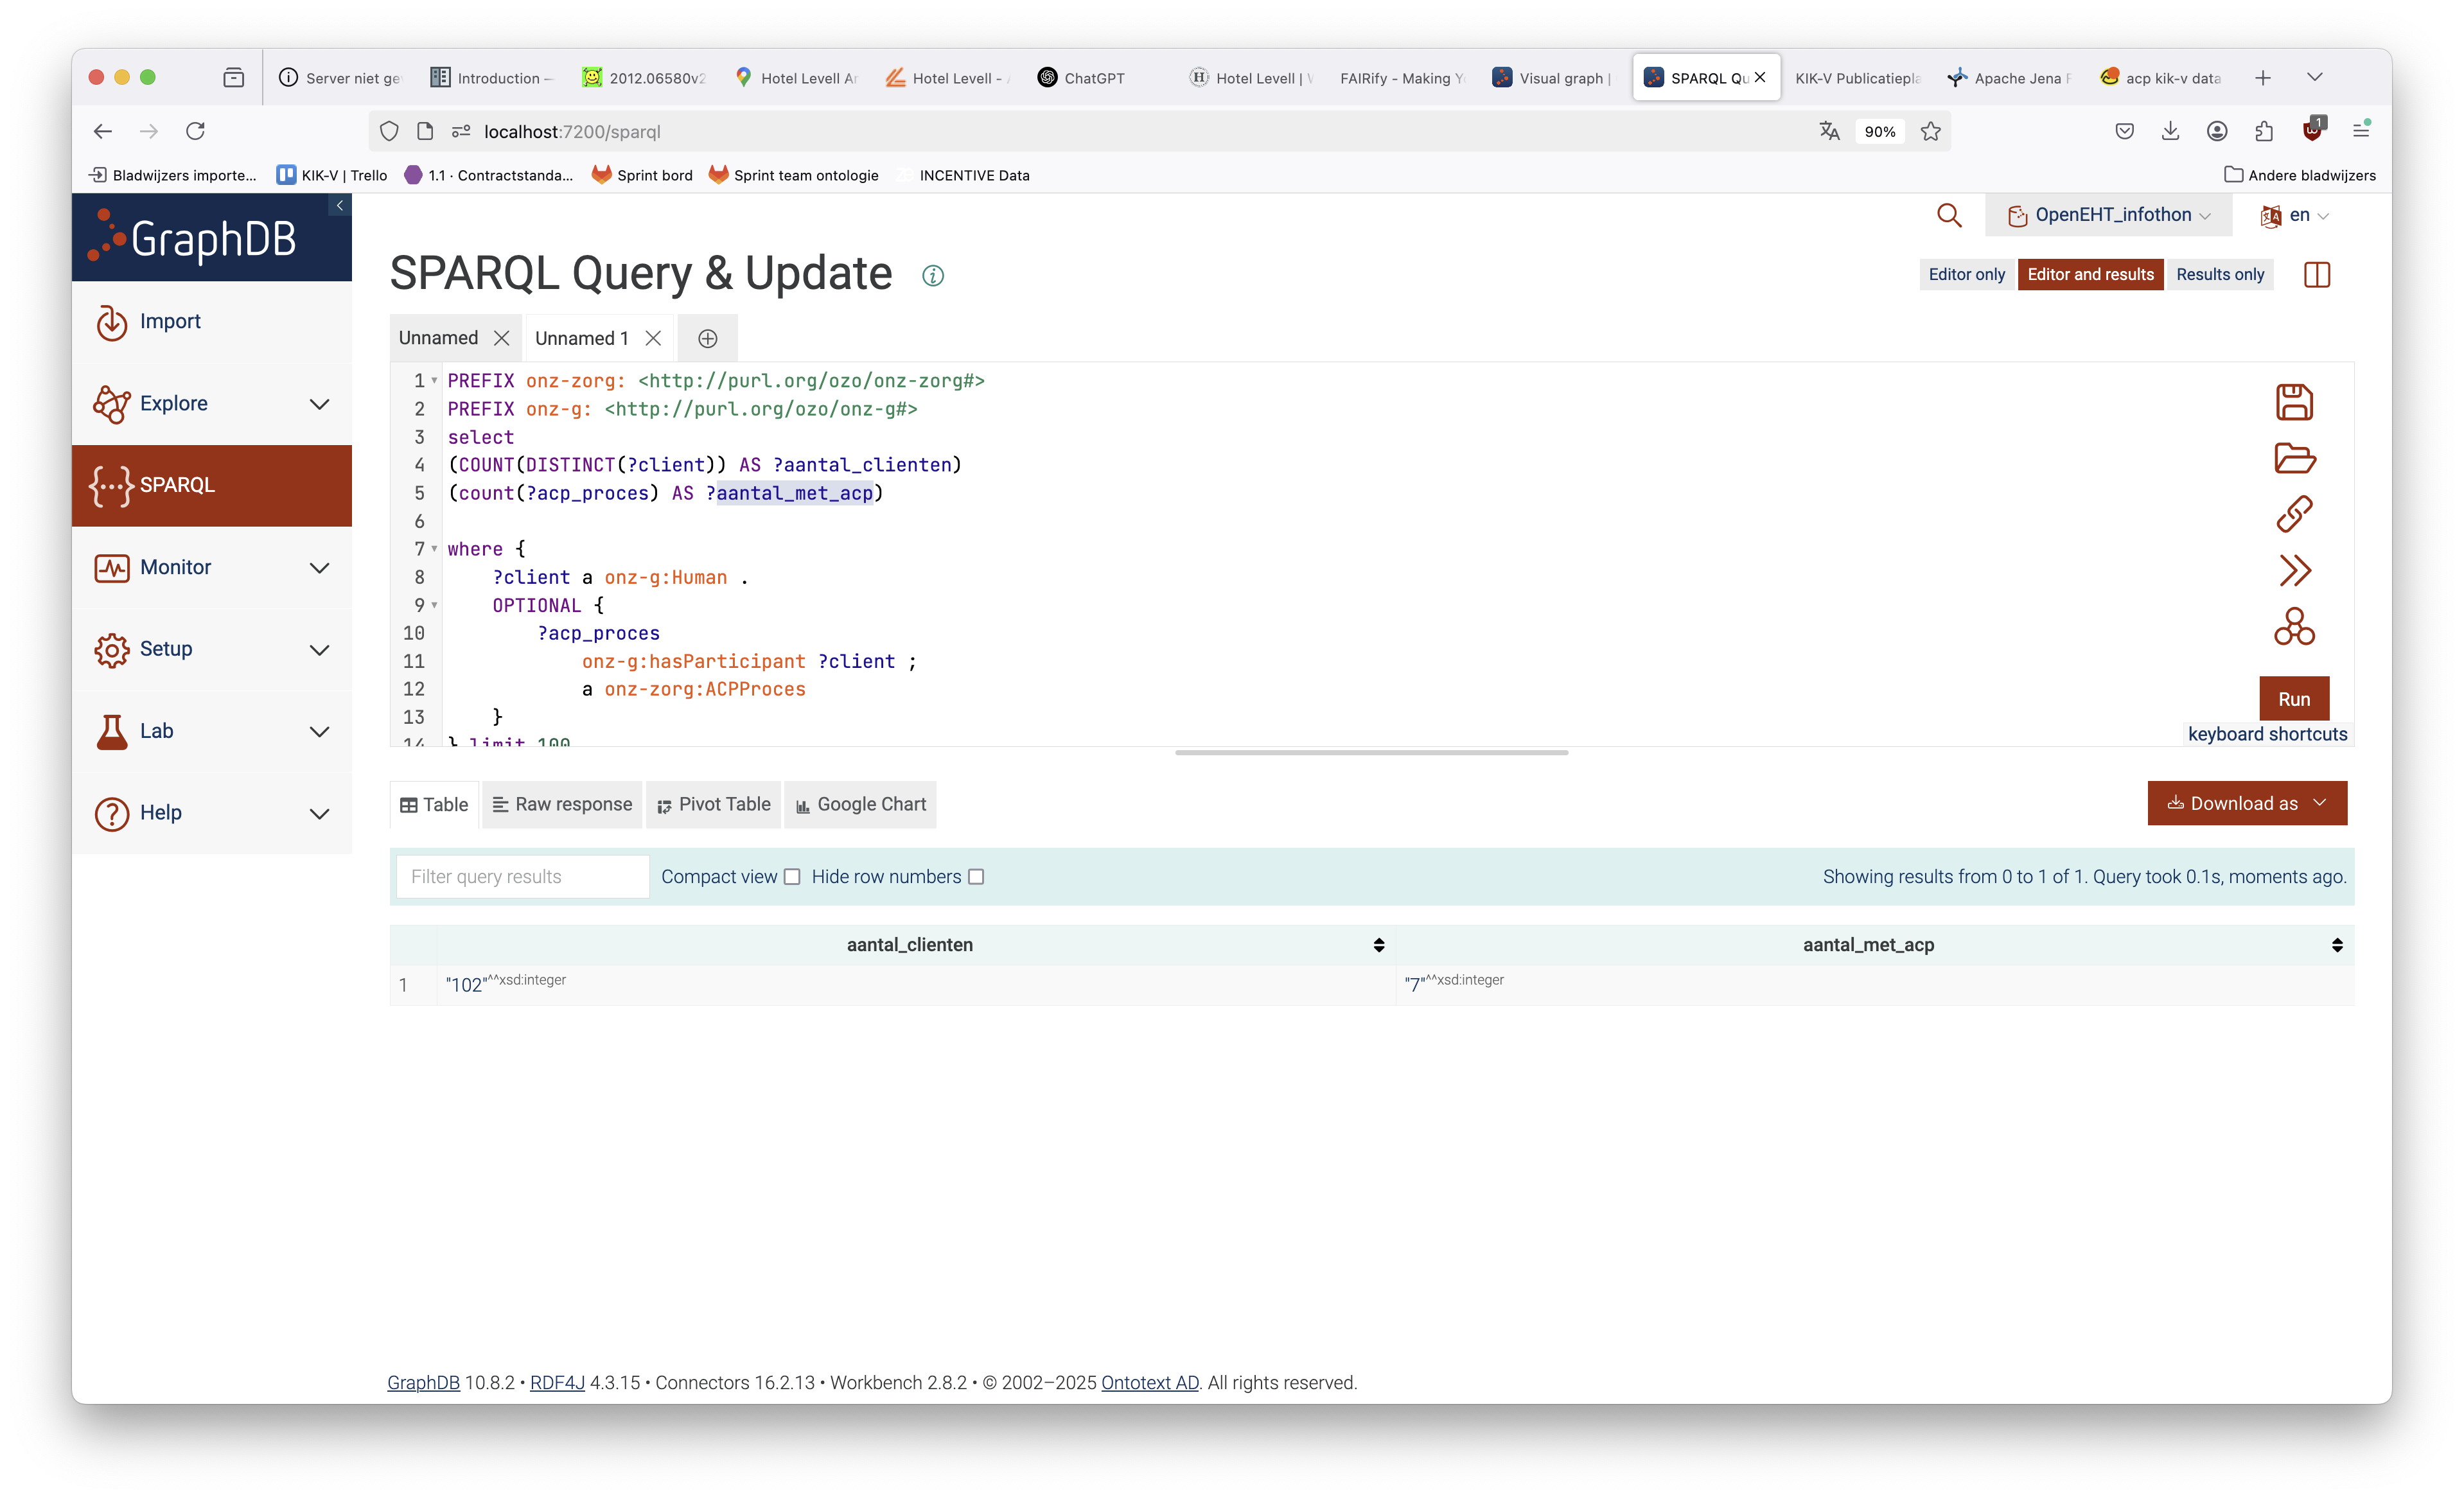 Server niet ge
Introduction —
2012.06580v2
Hotel Levell Ar
Hotel Levell -
ChatGPT
Hotel Levell |
FAIRify - Making Y
Visual graph |
SPARQL Qu
KIK-V Publicatiepla
Apache Jena
acp kik-v data
localhost:7200/sparql
90%
1
Bladwijzers importe...
KIK-V | Trello
1.1 · Contractstanda...
Sprint bord
Sprint team ontologie
INCENTIVE Data
Andere bladwijzers
GraphDB
OpenEHT_infothon
en
SPARQL Query & Update
Editor only
Editor and results
Results only
Import
Explore
SPARQL
Monitor
Setup
Lab
Help
Unnamed
Unnamed 1
1 PREFIX onz-zorg: <http://purl.org/ozo/onz-zorg#>
2 PREFIX onz-g: <http://purl.org/ozo/onz-g#>
3 select
4 (COUNT(DISTINCT(?client)) AS ?aantal_clienten)
5 (count(?acp_proces) AS ?aantal_met_acp)
6
7 where {
8 ?client a onz-g:Human .
9 OPTIONAL {
10 ?acp_proces
11 onz-g:hasParticipant ?client ;
12 a onz-zorg:ACPProces
13 }
14 } limit 100
Run
keyboard shortcuts
Table
Raw response
Pivot Table
Google Chart
Download as
Filter query results
Compact view
Hide row numbers
Showing results from 0 to 1 of 1. Query took 0.1s, moments ago.
aantal_clienten
aantal_met_acp
1 "102"^^xsd:integer "7"^^xsd:integer
GraphDB 10.8.2 • RDF4J 4.3.15 • Connectors 16.2.13 • Workbench 2.8.2 • © 2002–2025 Ontotext AD. All rights reserved.